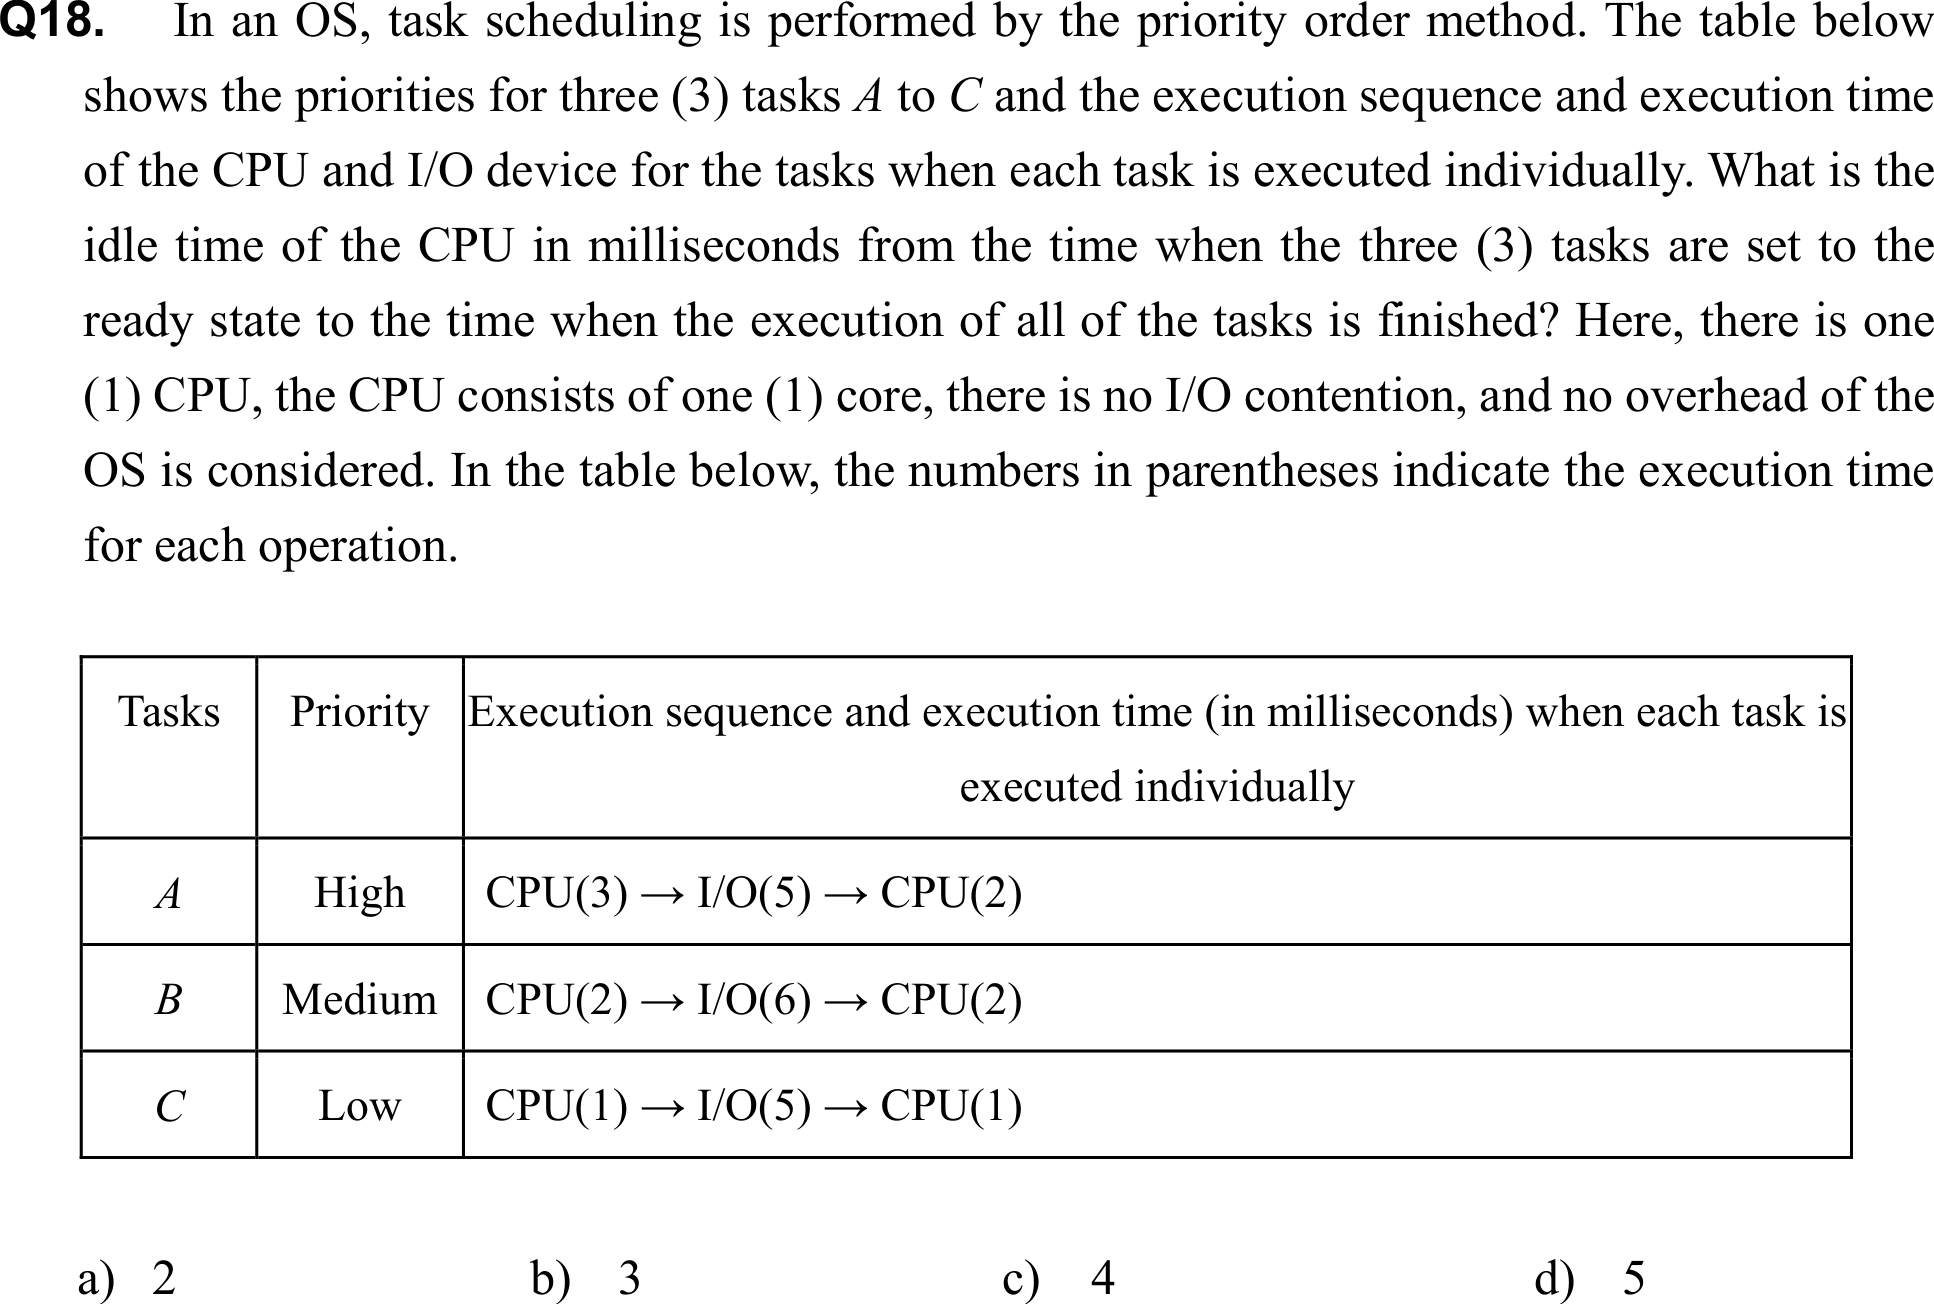 Q18. In an OS, task scheduling is performed by the priority order method. The table below
shows the priorities for three (3) tasks A to C and the execution sequence and execution time
of the CPU and I/O device for the tasks when each task is executed individually. What is the
idle time of the CPU in milliseconds from the time when the three (3) tasks are set to the
ready state to the time when the execution of all of the tasks is finished? Here, there is one
(1) CPU, the CPU consists of one (1) core, there is no I/O contention, and no overhead of the
OS is considered. In the table below, the numbers in parentheses indicate the execution time
for each operation.
Tasks Priority Execution sequence and execution time (in milliseconds) when each task is
executed individually
A High CPU(3) → I/O(5) → CPU(2)
B Medium CPU(2) → I/O(6) → CPU(2)
C Low CPU(1) → I/O(5) → CPU(1)
a) 2 b) 3 c) 4 d) 5